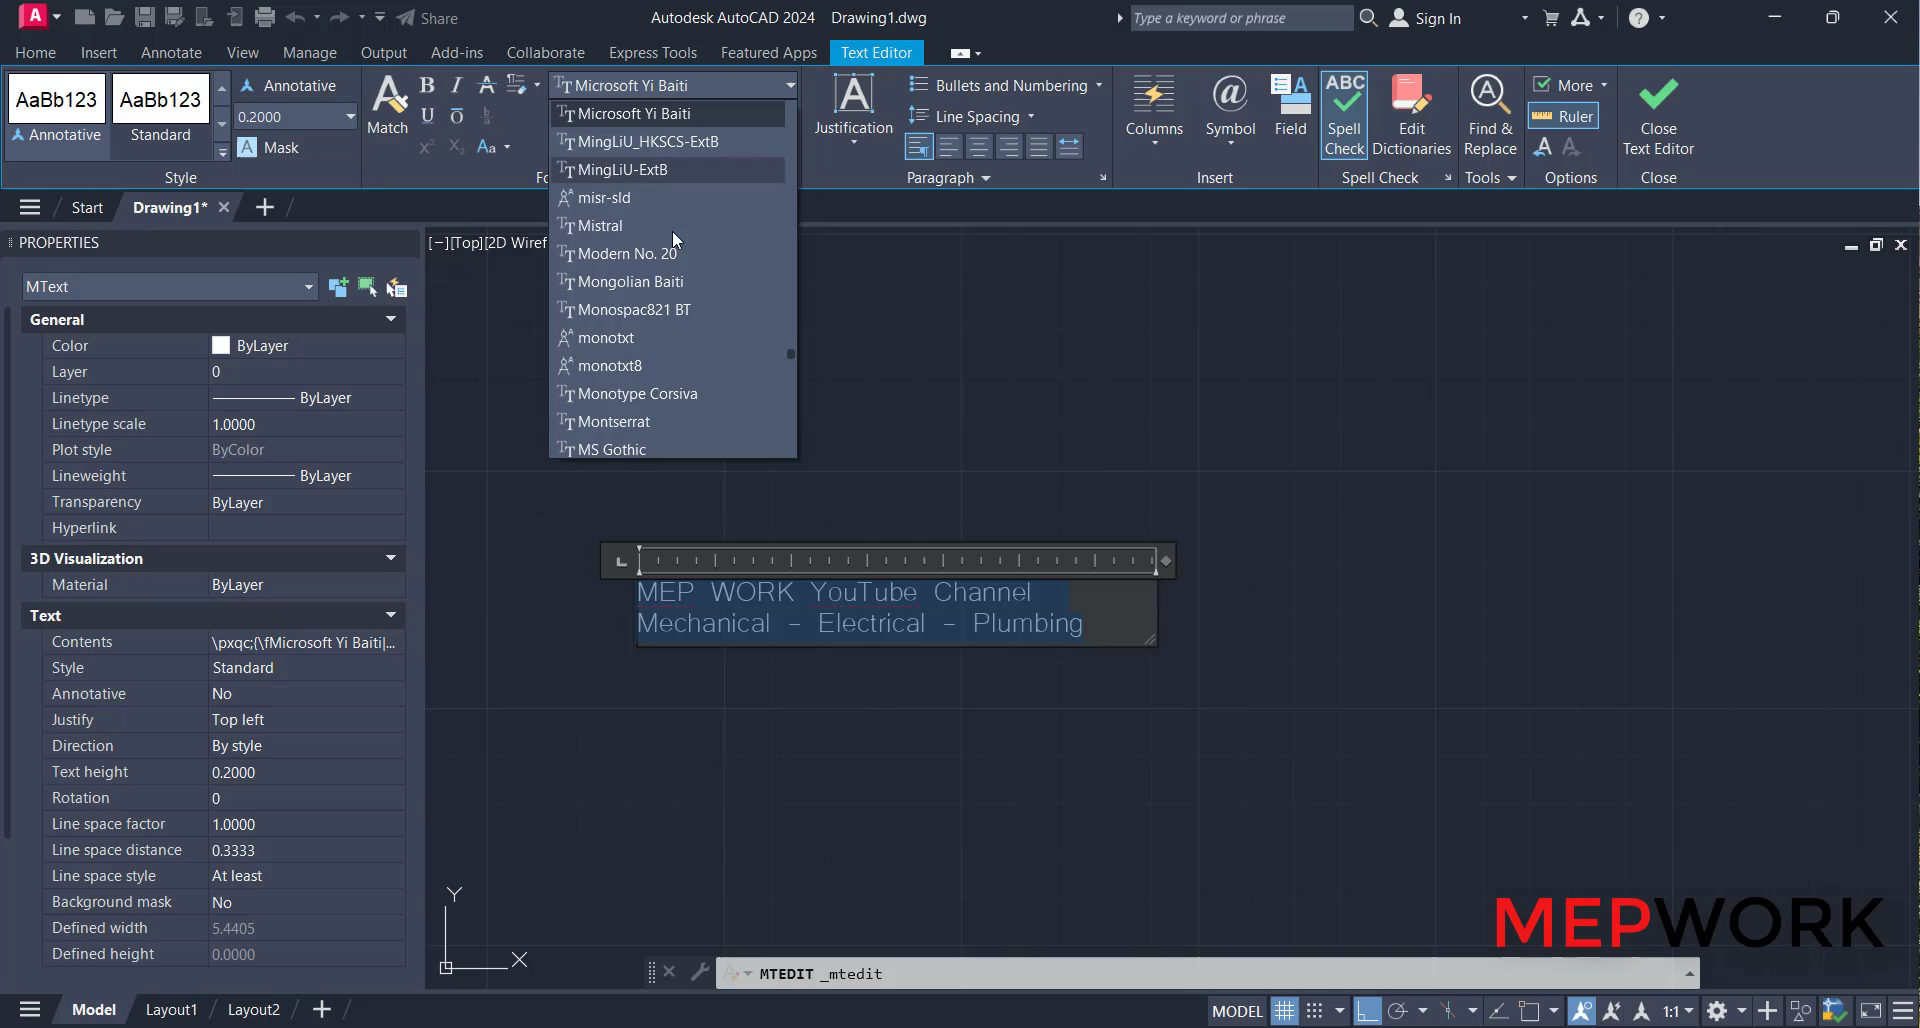 Share
Autodesk AutoCAD 2024 Drawing1.dwg
Type a keyword or phrase
Sign In
Home Insert Annotate View Manage Output Add-ins Collaborate Express Tools Featured Apps Text Editor
AaBb123
Annotative
AaBb123
Standard
Annotative
0.2000
Mask
Style
Match
Microsoft Yi Baiti
Microsoft Yi Baiti
MingLiU_HKSCS-ExtB
MingLiU-ExtB
misr-sld
Mistral
Modern No. 20
Mongolian Baiti
Monospac821 BT
monotxt
monotxt8
Monotype Corsiva
Montserrat
MS Gothic
Justification
Bullets and Numbering
Line Spacing
Paragraph
Columns
Symbol
Field
Insert
ABC
Spell
Check
Edit
Dictionaries
Spell Check
Find &
Replace
Tools
More
Ruler
Options
Close
Text Editor
Close
Start
Drawing1*
PROPERTIES
MText
General
Color ByLayer
Layer 0
Linetype ByLayer
Linetype scale 1.0000
Plot style ByColor
Lineweight ByLayer
Transparency ByLayer
Hyperlink
3D Visualization
Material ByLayer
Text
Contents \pxqc;{\fMicrosoft Yi Baiti|...
Style Standard
Annotative No
Justify Top left
Direction By style
Text height 0.2000
Rotation 0
Line space factor 1.0000
Line space distance 0.3333
Line space style At least
Background mask No
Defined width 5.4405
Defined height 0.0000
[−][Top][2D Wiref
MEP WORK YouTube Channel
Mechanical - Electrical - Plumbing
Y
X
MEPWORK
MTEDIT _mtedit
Model Layout1 Layout2
MODEL
1:1